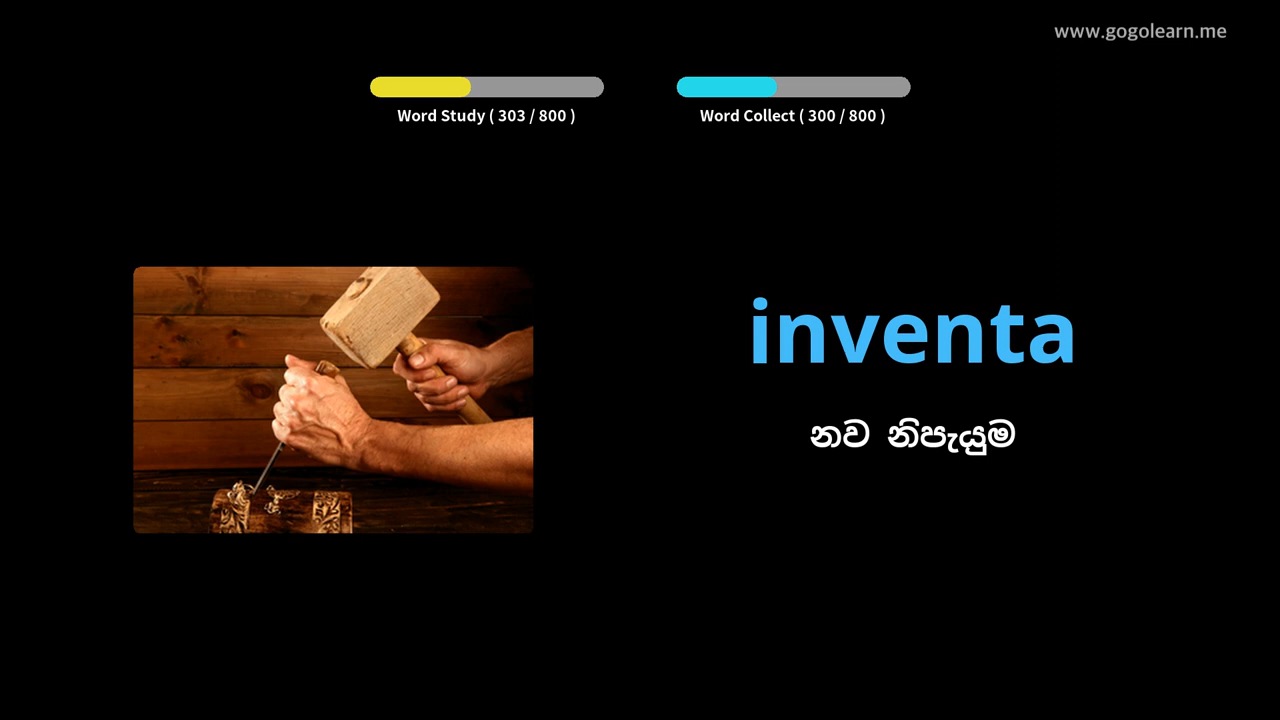 www.gogolearn.me
Word Study ( 303 / 800 )
Word Collect ( 300 / 800 )
inventa
නව නිපැයුම